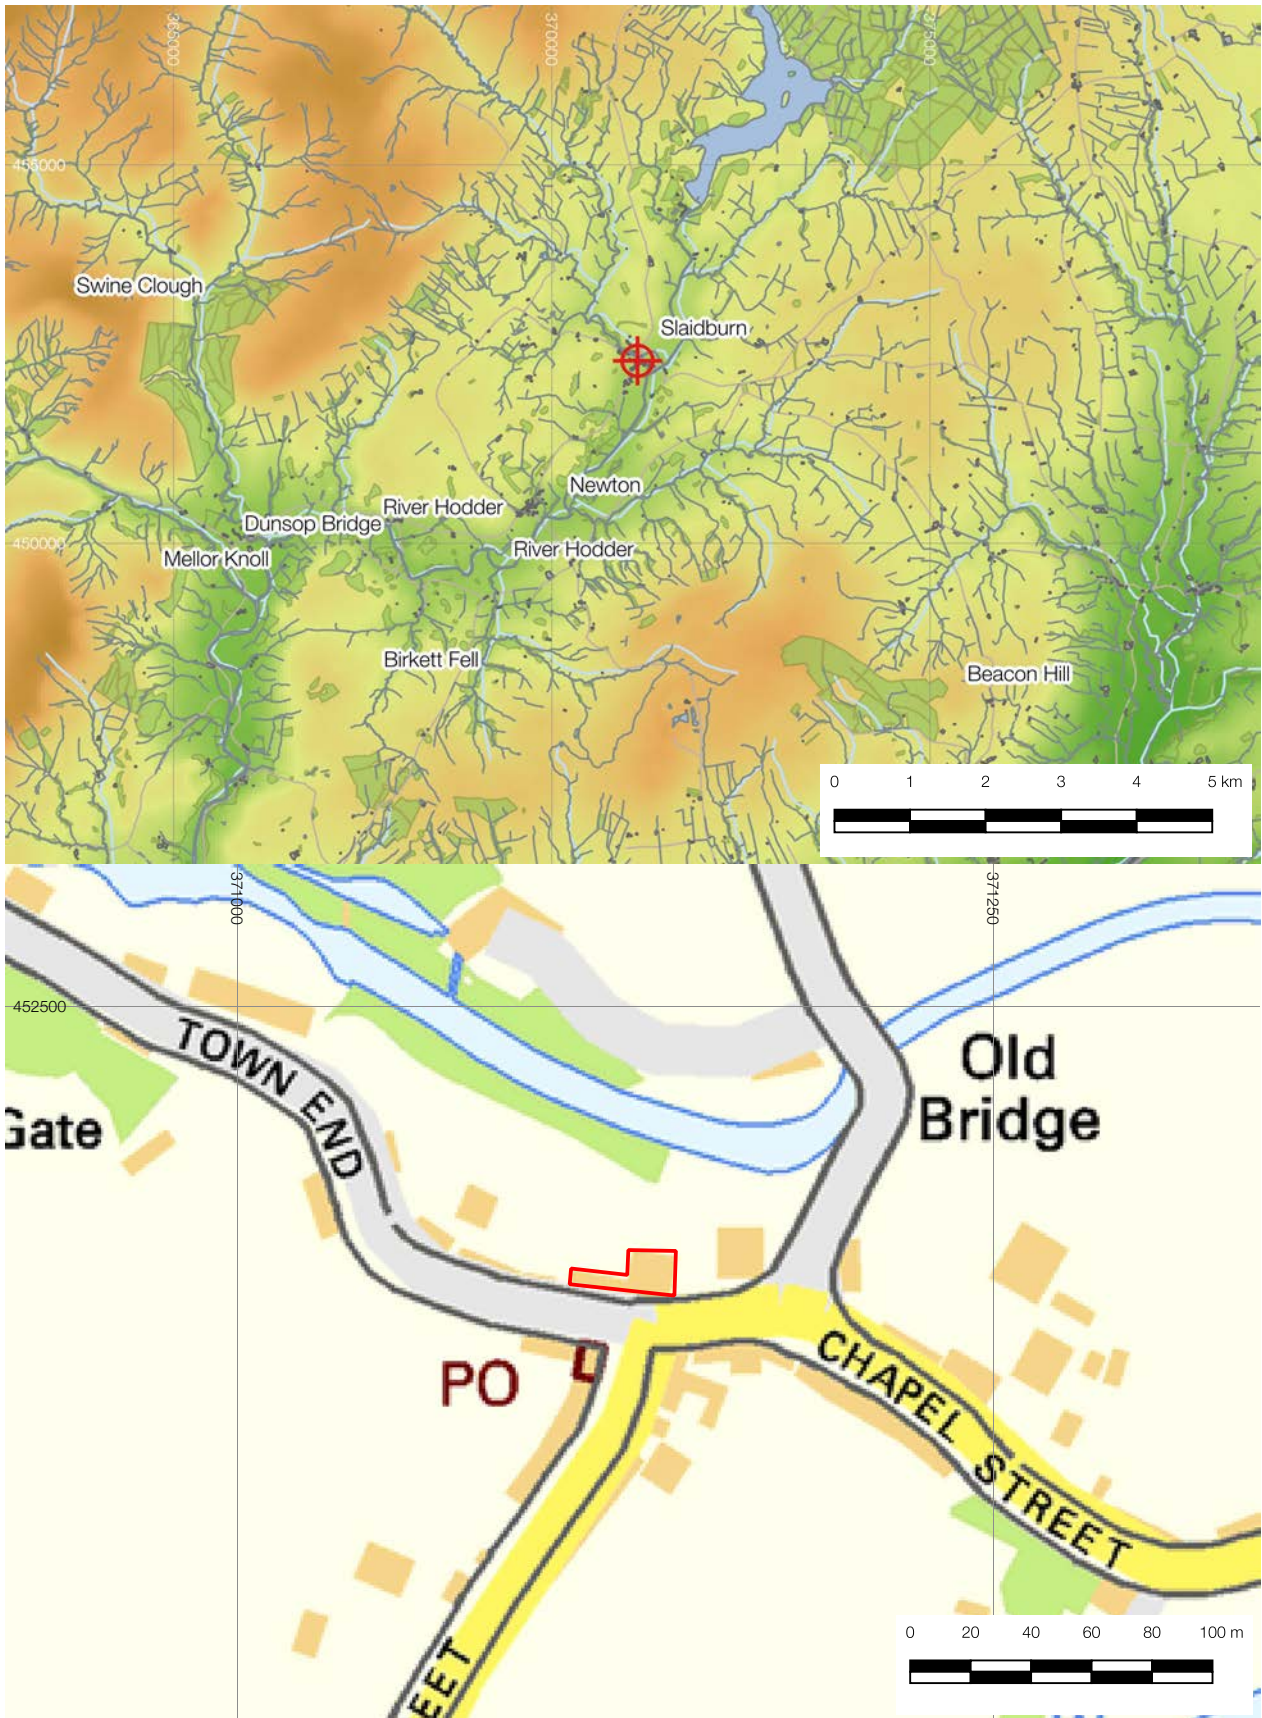 365000
370000
375000
455000
Swine Clough
Slaidburn
Newton
River Hodder
Dunsop Bridge
450000
River Hodder
Mellor Knoll
Birkett Fell
Beacon Hill
0 1 2 3 4 5 km
371000
371250
452500
TOWN END
Old
Bridge
Gate
PO
CHAPEL STREET
EET
0 20 40 60 80 100 m